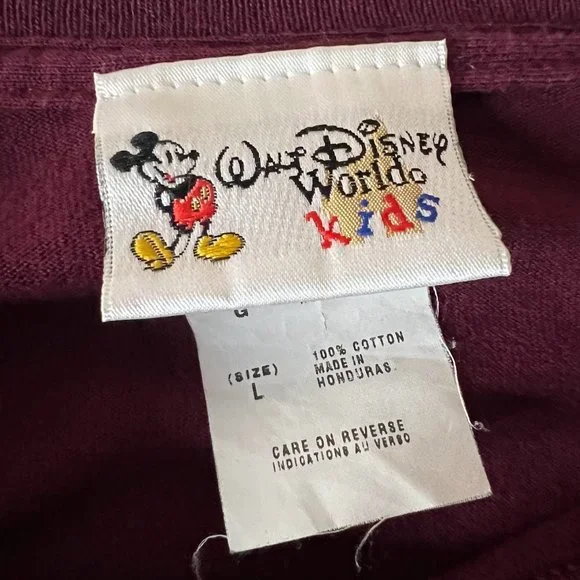 Walt Disney
World®
kids
G
(SIZE)
L
100% COTTON
MADE IN
HONDURAS
CARE ON REVERSE
INDICATIONS AU VERSO